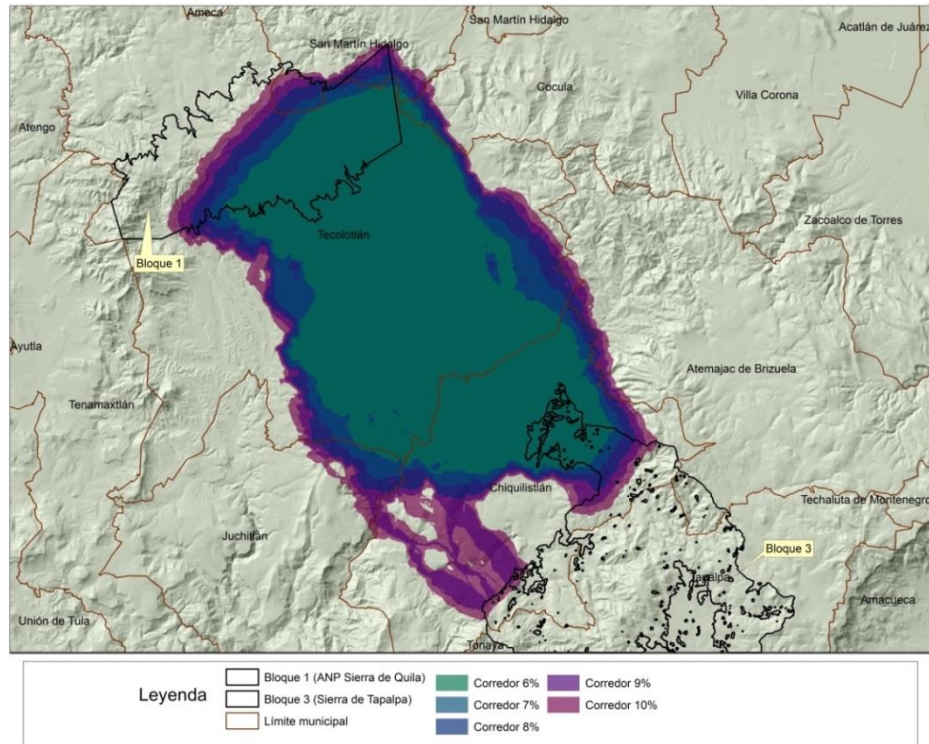 Ameca
San Martín Hidalgo
Acatlán de Juárez
San Martín Hidalgo
Cocula
Villa Corona
Atengo
Zacoalco de Torres
Tecolotlán
Bloque 1
Ayutla
Atemajac de Brizuela
Tenamaxtlán
Chiquilistlán
Techaluta de Montenegro
Juchitlán
Bloque 3
Tapalpa
Amacueca
Unión de Tula
Tonaya
Leyenda
Bloque 1 (ANP Sierra de Quila)
Bloque 3 (Sierra de Tapalpa)
Límite municipal
Corredor 6%
Corredor 7%
Corredor 8%
Corredor 9%
Corredor 10%